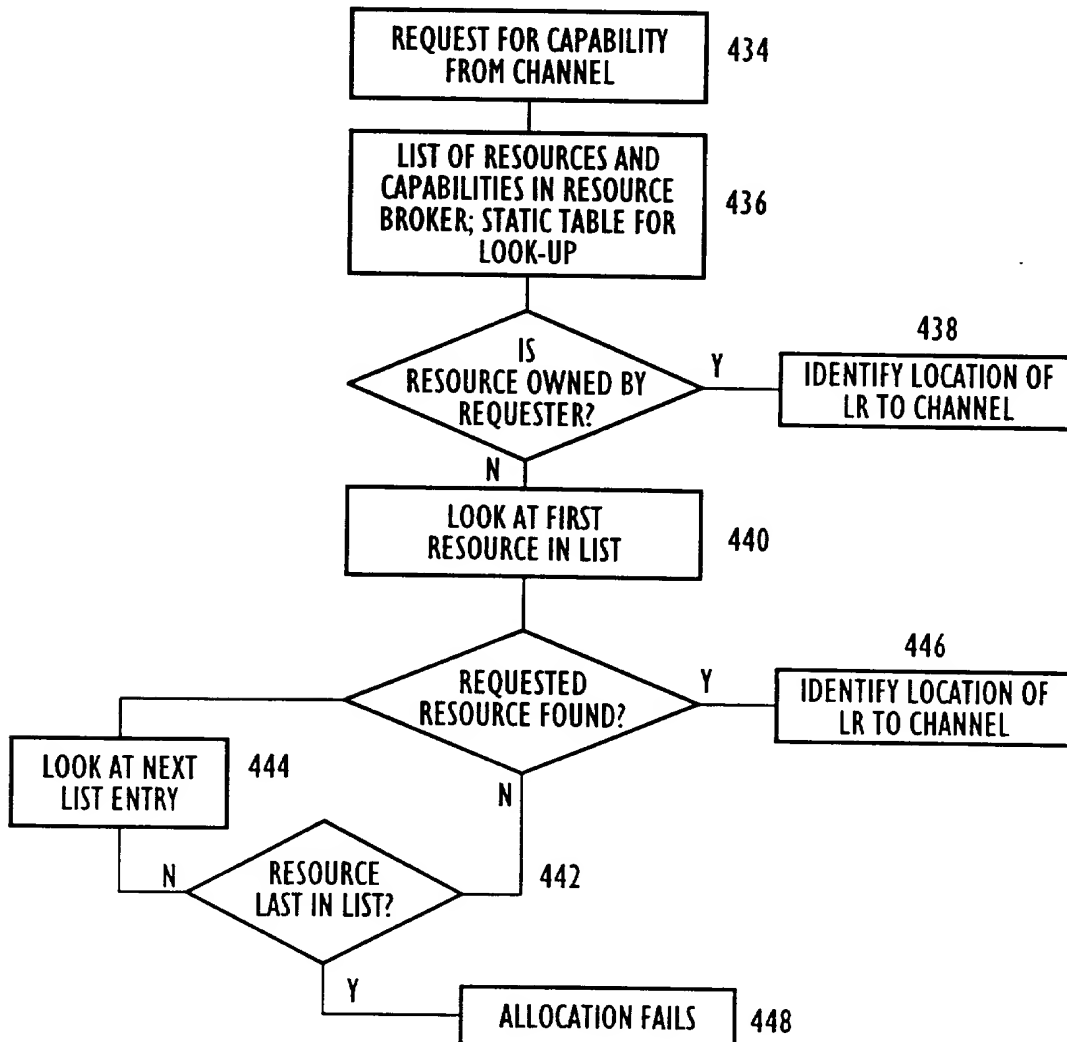 REQUEST FOR CAPABILITY
FROM CHANNEL
434
LIST OF RESOURCES AND
CAPABILITIES IN RESOURCE
BROKER; STATIC TABLE FOR
LOOK-UP
436
IS
RESOURCE OWNED BY
REQUESTER?
Y
438
IDENTIFY LOCATION OF
LR TO CHANNEL
N
LOOK AT FIRST
RESOURCE IN LIST
440
REQUESTED
RESOURCE FOUND?
Y
446
IDENTIFY LOCATION OF
LR TO CHANNEL
LOOK AT NEXT
LIST ENTRY
444
N
RESOURCE
LAST IN LIST?
N
442
Y
ALLOCATION FAILS
448